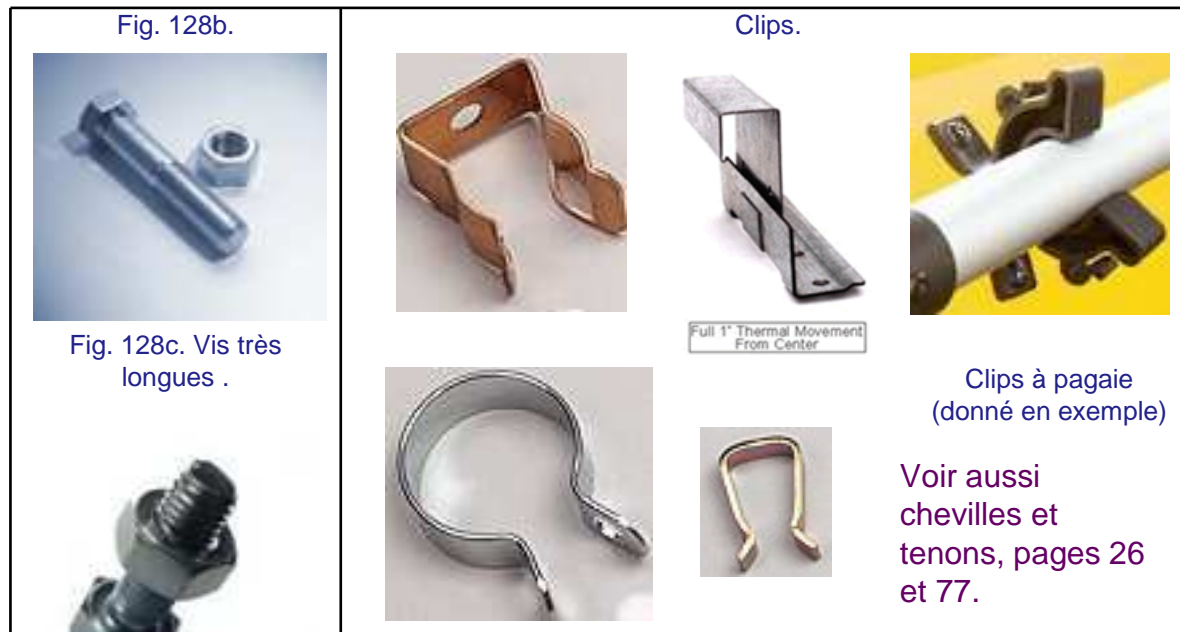 Fig. 128b.
Fig. 128c. Vis très
longues .
Clips.
Full 1" Thermal Movement
From Center
Clips à pagaie
(donné en exemple)
Voir aussi
chevilles et
tenons, pages 26
et 77.